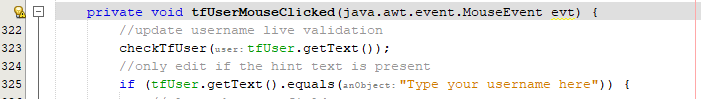 private void tfUserMouseClicked(java.awt.event.MouseEvent evt) {
322 //update username live validation
323 checkTfUser(user: tfUser.getText());
324 //only edit if the hint text is present
325 if (tfUser.getText().equals(anObject: "Type your username here")) {